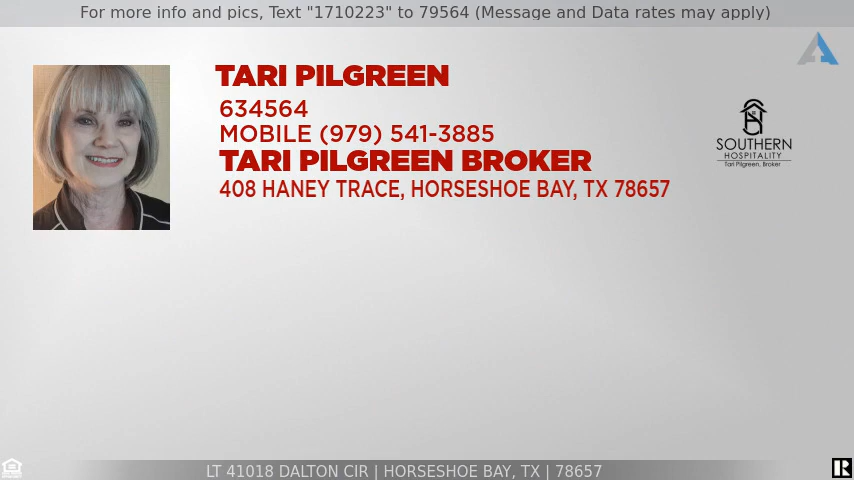 For more info and pics, Text "1710223" to 79564 (Message and Data rates may apply)
TARI PILGREEN
634564
MOBILE (979) 541-3885
TARI PILGREEN BROKER
408 HANEY TRACE, HORSESHOE BAY, TX 78657
SOUTHERN
HOSPITALITY
Tari Pilgreen, Broker
LT 41018 DALTON CIR | HORSESHOE BAY, TX | 78657